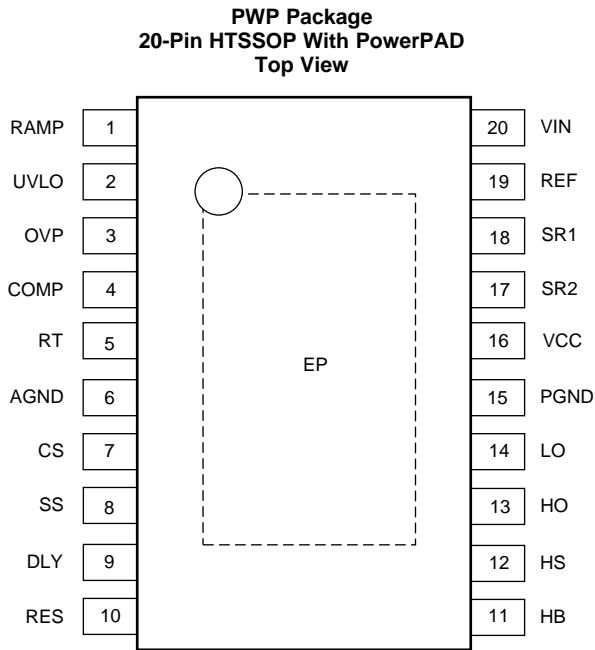 PWP Package
20-Pin HTSSOP With PowerPAD
Top View
RAMP 1 20 VIN
UVLO 2 19 REF
OVP 3 18 SR1
COMP 4 17 SR2
RT 5 16 VCC
EP
AGND 6 15 PGND
CS 7 14 LO
SS 8 13 HO
DLY 9 12 HS
RES 10 11 HB